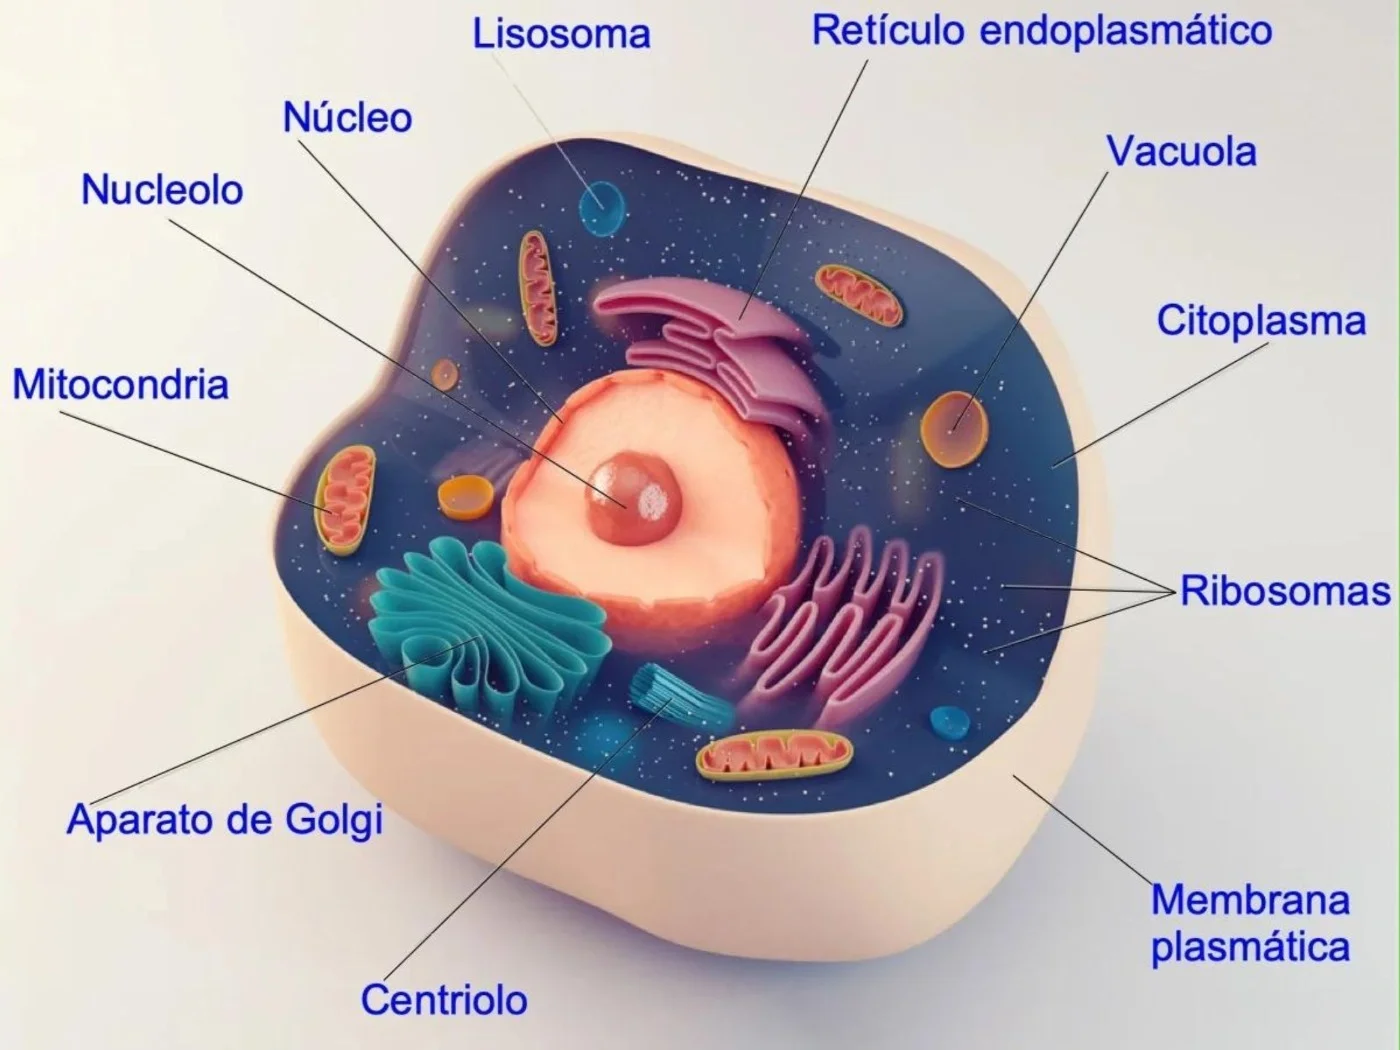 Lisosoma
Retículo endoplasmático
Núcleo
Vacuola
Nucleolo
Citoplasma
Mitocondria
Ribosomas
Aparato de Golgi
Membrana
plasmática
Centriolo